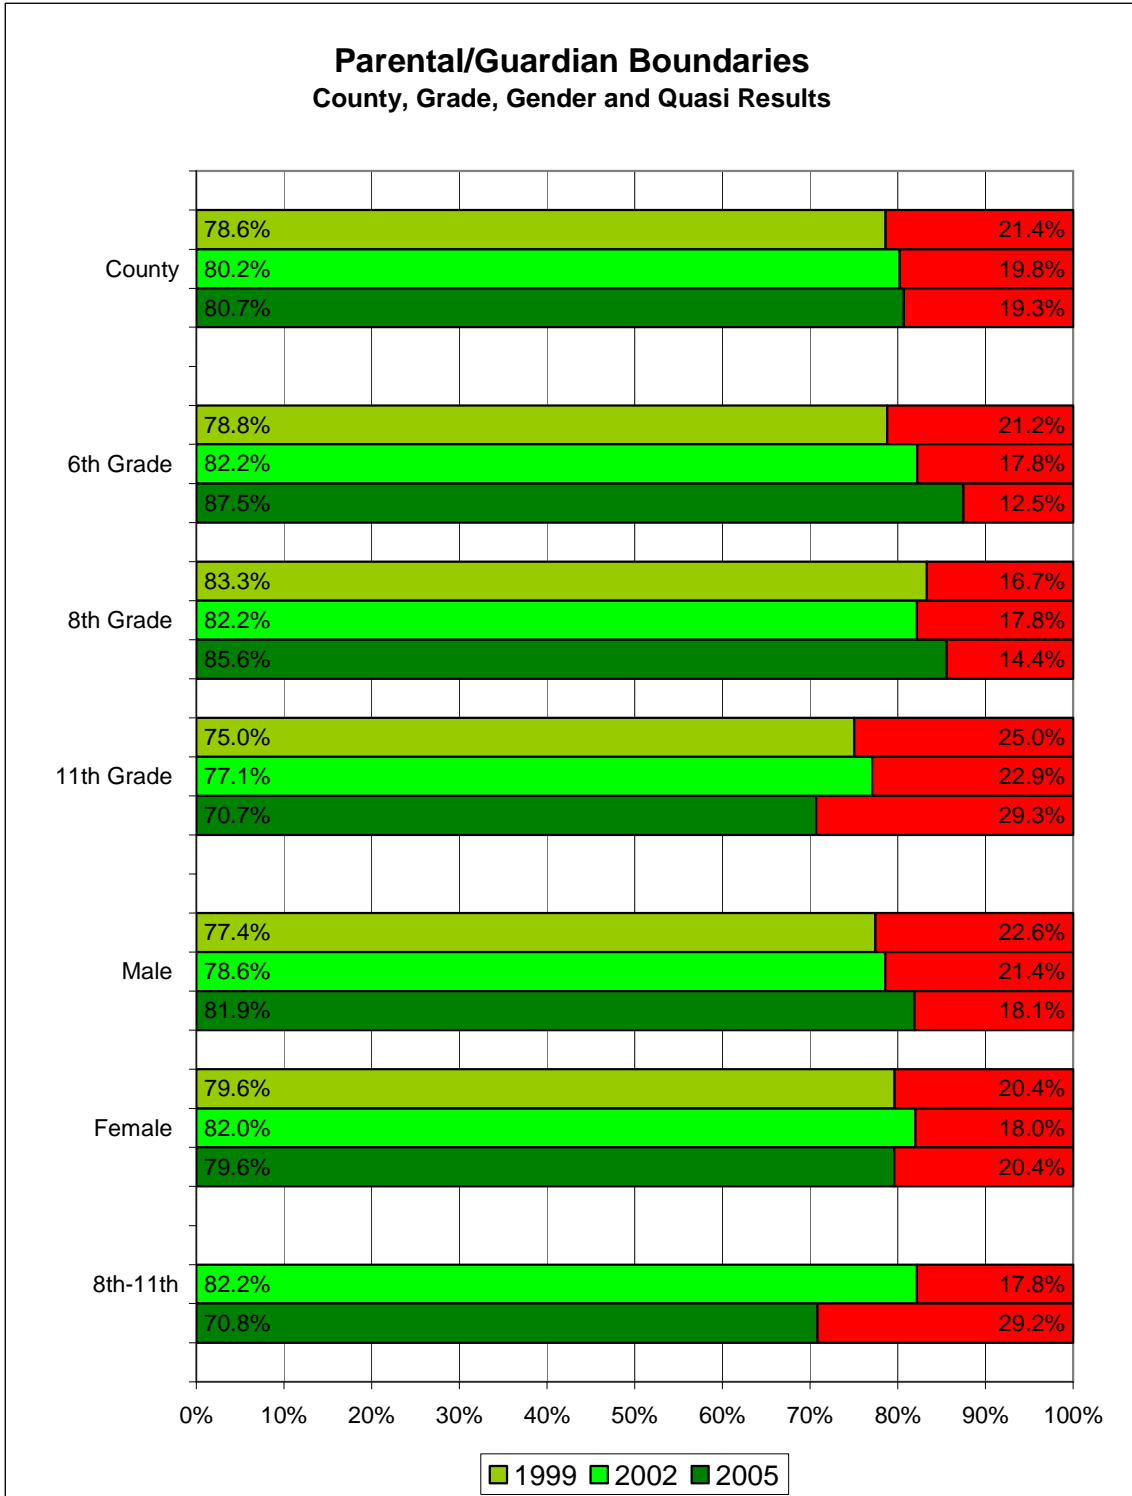 Parental/Guardian Boundaries
County, Grade, Gender and Quasi Results
78.6% 21.4%
County 80.2% 19.8%
80.7% 19.3%
78.8% 21.2%
6th Grade 82.2% 17.8%
87.5% 12.5%
83.3% 16.7%
8th Grade 82.2% 17.8%
85.6% 14.4%
75.0% 25.0%
11th Grade 77.1% 22.9%
70.7% 29.3%
77.4% 22.6%
Male 78.6% 21.4%
81.9% 18.1%
79.6% 20.4%
Female 82.0% 18.0%
79.6% 20.4%
8th-11th 82.2% 17.8%
70.8% 29.2%
0% 10% 20% 30% 40% 50% 60% 70% 80% 90% 100%
1999 2002 2005